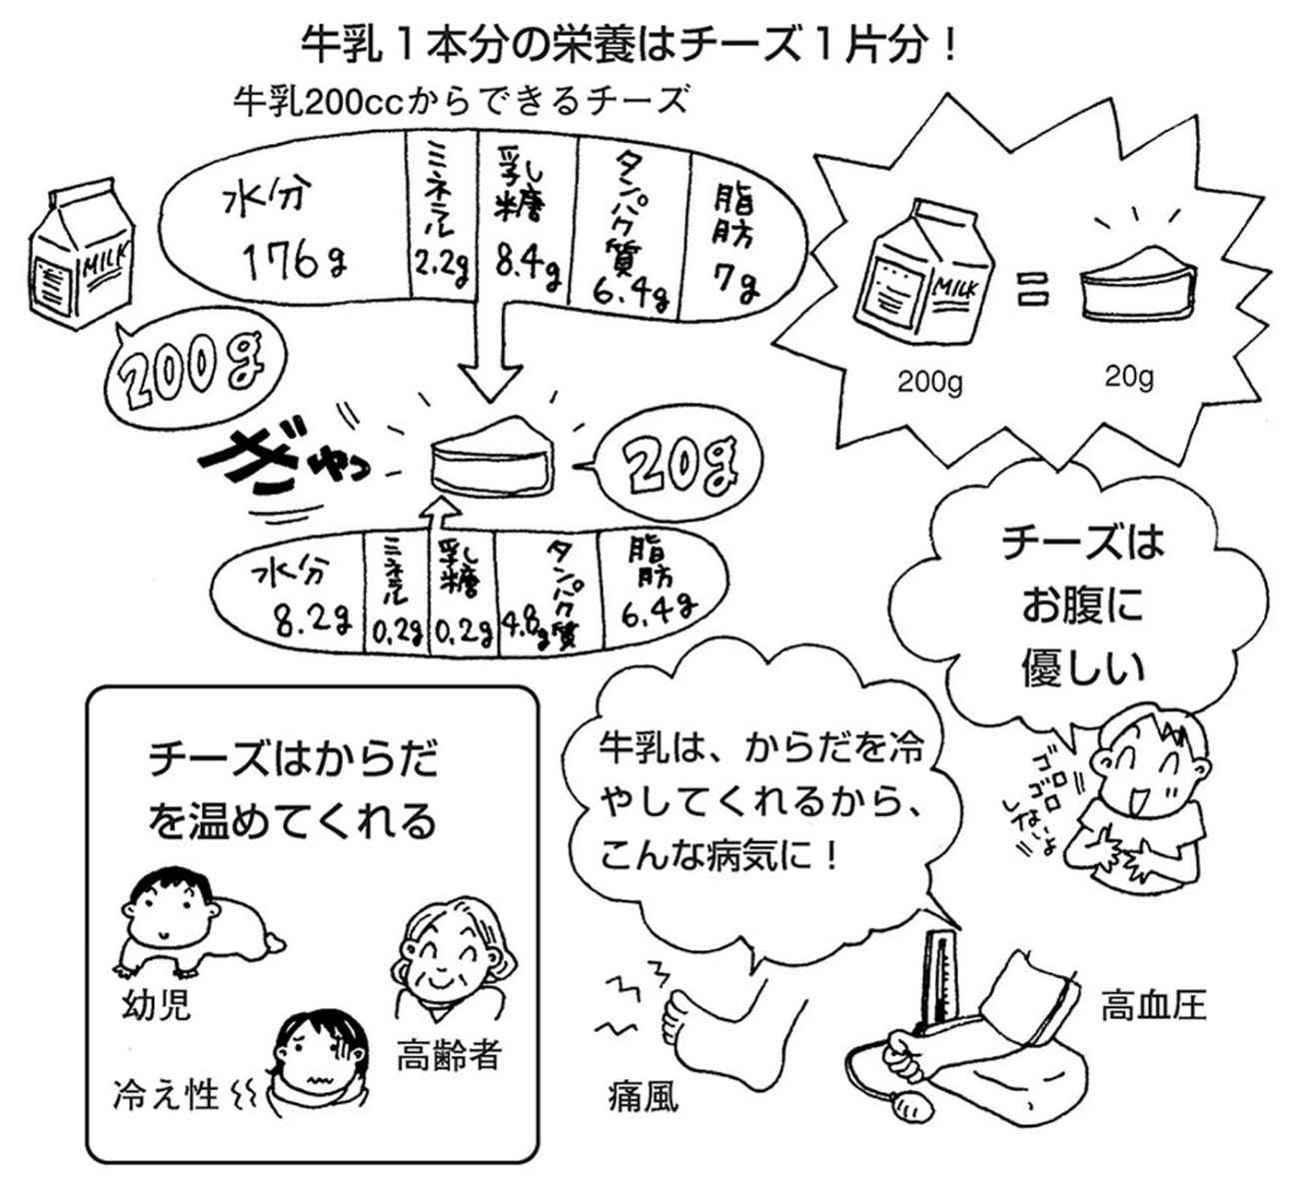 牛乳１本分の栄養はチーズ１片分！
牛乳200ccからできるチーズ
水分
176g
ミネラル
2.2g
乳糖
8.4g
タンパク質
6.4g
脂肪
7g
MILK
200g
MILK
=
200g
20g
ギュッ
20g
水分
8.2g
ミネラル
0.2g
乳糖
0.2g
タンパク質
4.8g
脂肪
6.4g
チーズは
お腹に
優しい
ゴロ
ゴロ
しないよ
チーズはからだ
を温めてくれる
幼児
高齢者
冷え性
牛乳は、からだを冷
やしてくれるから、
こんな病気に！
痛風
高血圧